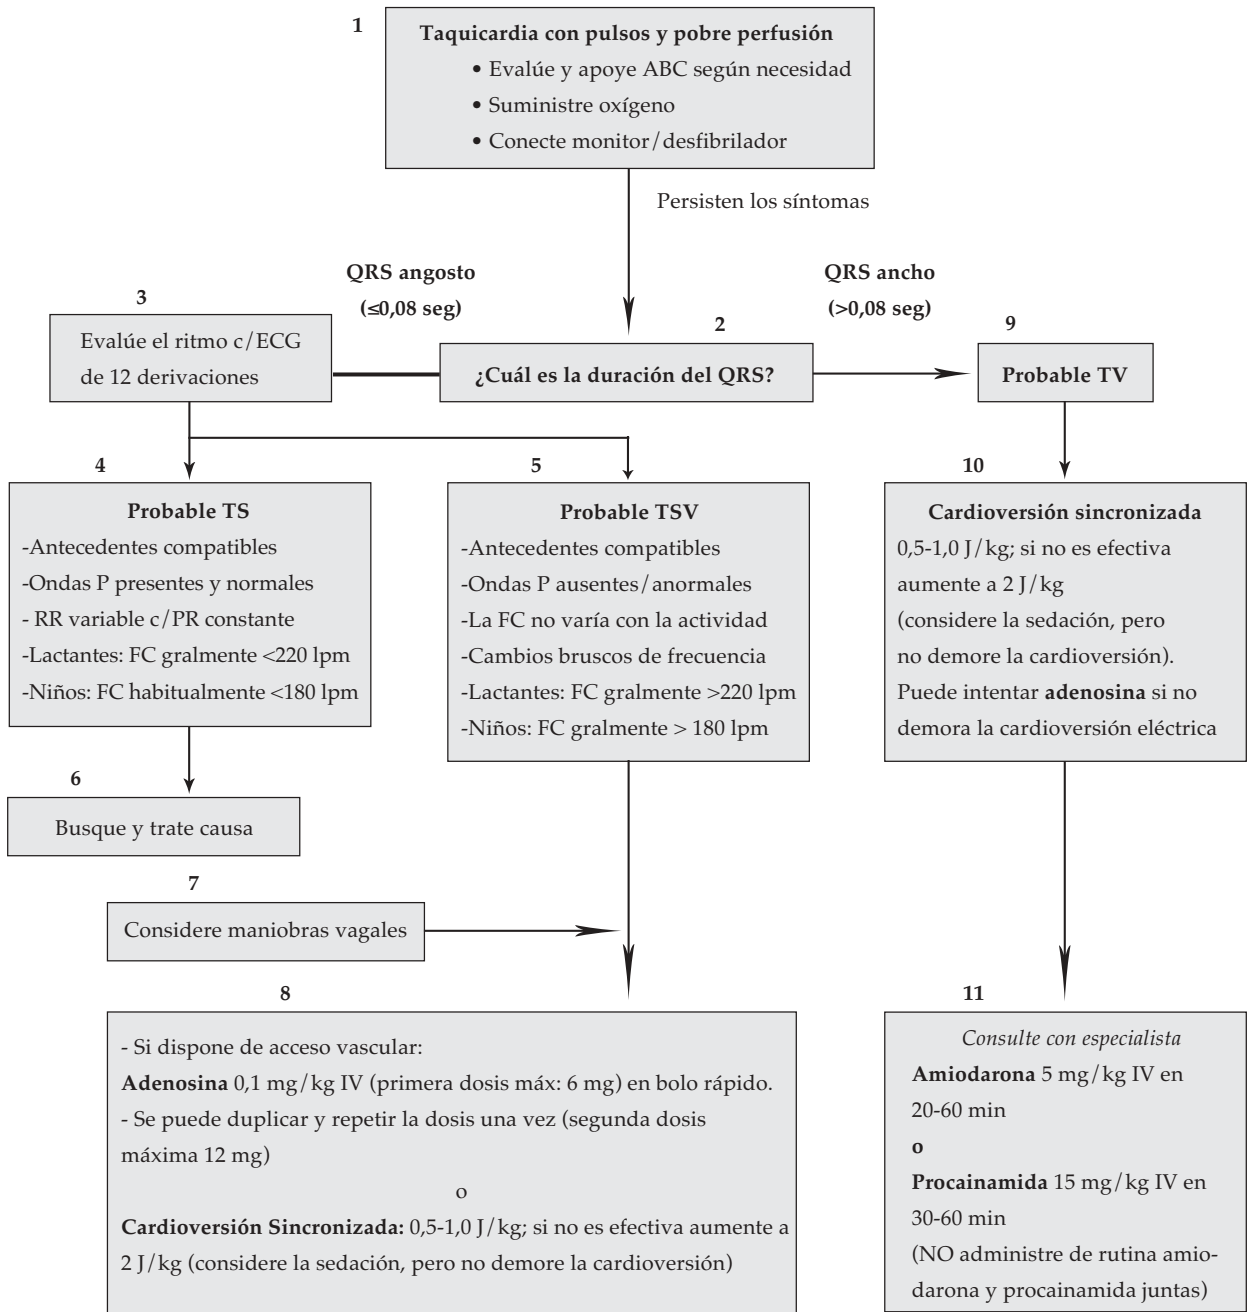 1
Taquicardia con pulsos y pobre perfusión
• Evalúe y apoye ABC según necesidad
• Suministre oxígeno
• Conecte monitor/desfibrilador
Persisten los síntomas
QRS angosto
(≤0,08 seg)
QRS ancho
(>0,08 seg)
2
¿Cuál es la duración del QRS?
3
Evalúe el ritmo c/ECG
de 12 derivaciones
9
Probable TV
4
Probable TS
-Antecedentes compatibles
-Ondas P presentes y normales
- RR variable c/PR constante
-Lactantes: FC gralmente <220 lpm
-Niños: FC habitualmente <180 lpm
5
Probable TSV
-Antecedentes compatibles
-Ondas P ausentes/anormales
-La FC no varía con la actividad
-Cambios bruscos de frecuencia
-Lactantes: FC gralmente >220 lpm
-Niños: FC gralmente > 180 lpm
10
Cardioversión sincronizada
0,5-1,0 J/kg; si no es efectiva
aumente a 2 J/kg
(considere la sedación, pero
no demore la cardioversión).
Puede intentar adenosina si no
demora la cardioversión eléctrica
6
Busque y trate causa
7
Considere maniobras vagales
8
- Si dispone de acceso vascular:
Adenosina 0,1 mg/kg IV (primera dosis máx: 6 mg) en bolo rápido.
- Se puede duplicar y repetir la dosis una vez (segunda dosis
máxima 12 mg)
o
Cardioversión Sincronizada: 0,5-1,0 J/kg; si no es efectiva aumente a
2 J/kg (considere la sedación, pero no demore la cardioversión)
11
Consulte con especialista
Amiodarona 5 mg/kg IV en
20-60 min
o
Procainamida 15 mg/kg IV en
30-60 min
(NO administre de rutina amio-
darona y procainamida juntas)